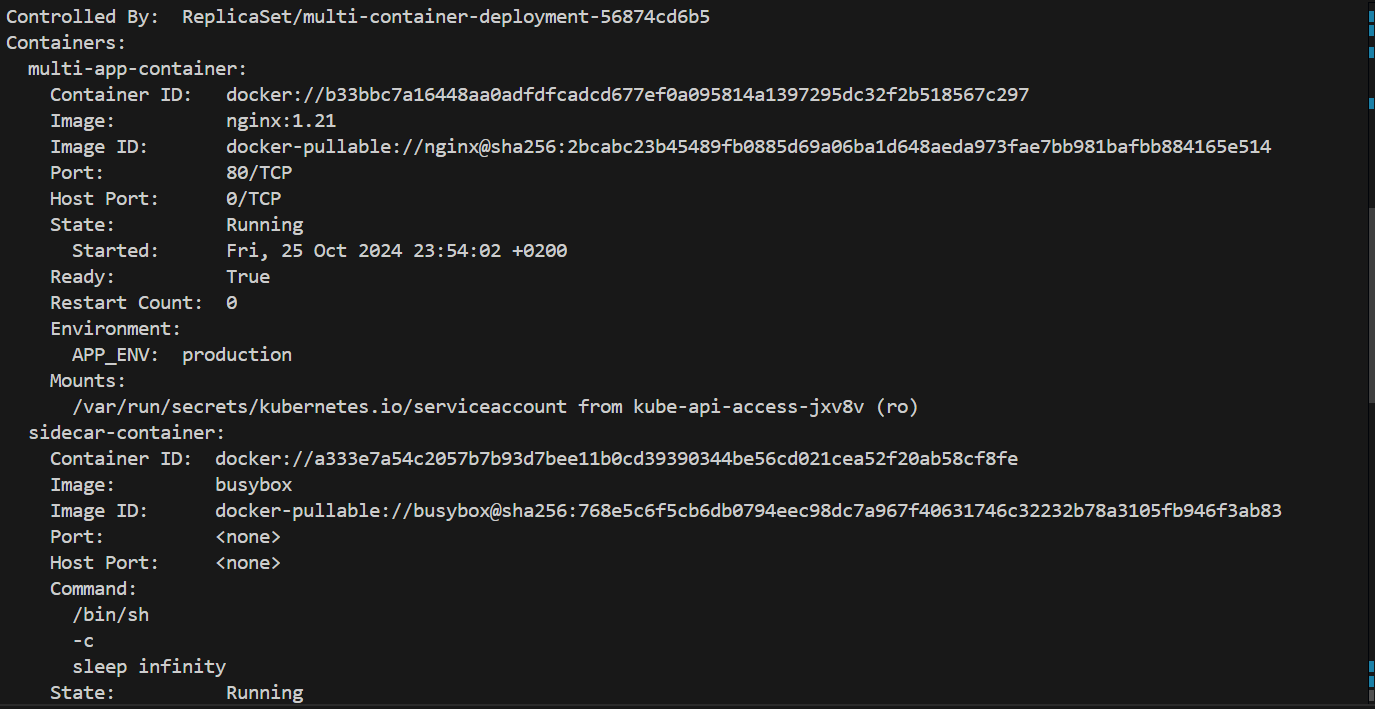 Controlled By:  ReplicaSet/multi-container-deployment-56874cd6b5
Containers:
  multi-app-container:
    Container ID:   docker://b33bbc7a16448aa0adfdfcadcd677ef0a095814a1397295dc32f2b518567c297
    Image:          nginx:1.21
    Image ID:       docker-pullable://nginx@sha256:2bcabc23b45489fb0885d69a06ba1d648aeda973fae7bb981bafbb884165e514
    Port:           80/TCP
    Host Port:      0/TCP
    State:          Running
      Started:      Fri, 25 Oct 2024 23:54:02 +0200
    Ready:          True
    Restart Count:  0
    Environment:
      APP_ENV:  production
    Mounts:
      /var/run/secrets/kubernetes.io/serviceaccount from kube-api-access-jxv8v (ro)
  sidecar-container:
    Container ID:  docker://a333e7a54c2057b7b93d7bee11b0cd39390344be56cd021cea52f20ab58cf8fe
    Image:         busybox
    Image ID:      docker-pullable://busybox@sha256:768e5c6f5cb6db0794eec98dc7a967f40631746c32232b78a3105fb946f3ab83
    Port:          <none>
    Host Port:     <none>
    Command:
      /bin/sh
      -c
      sleep infinity
    State:          Running